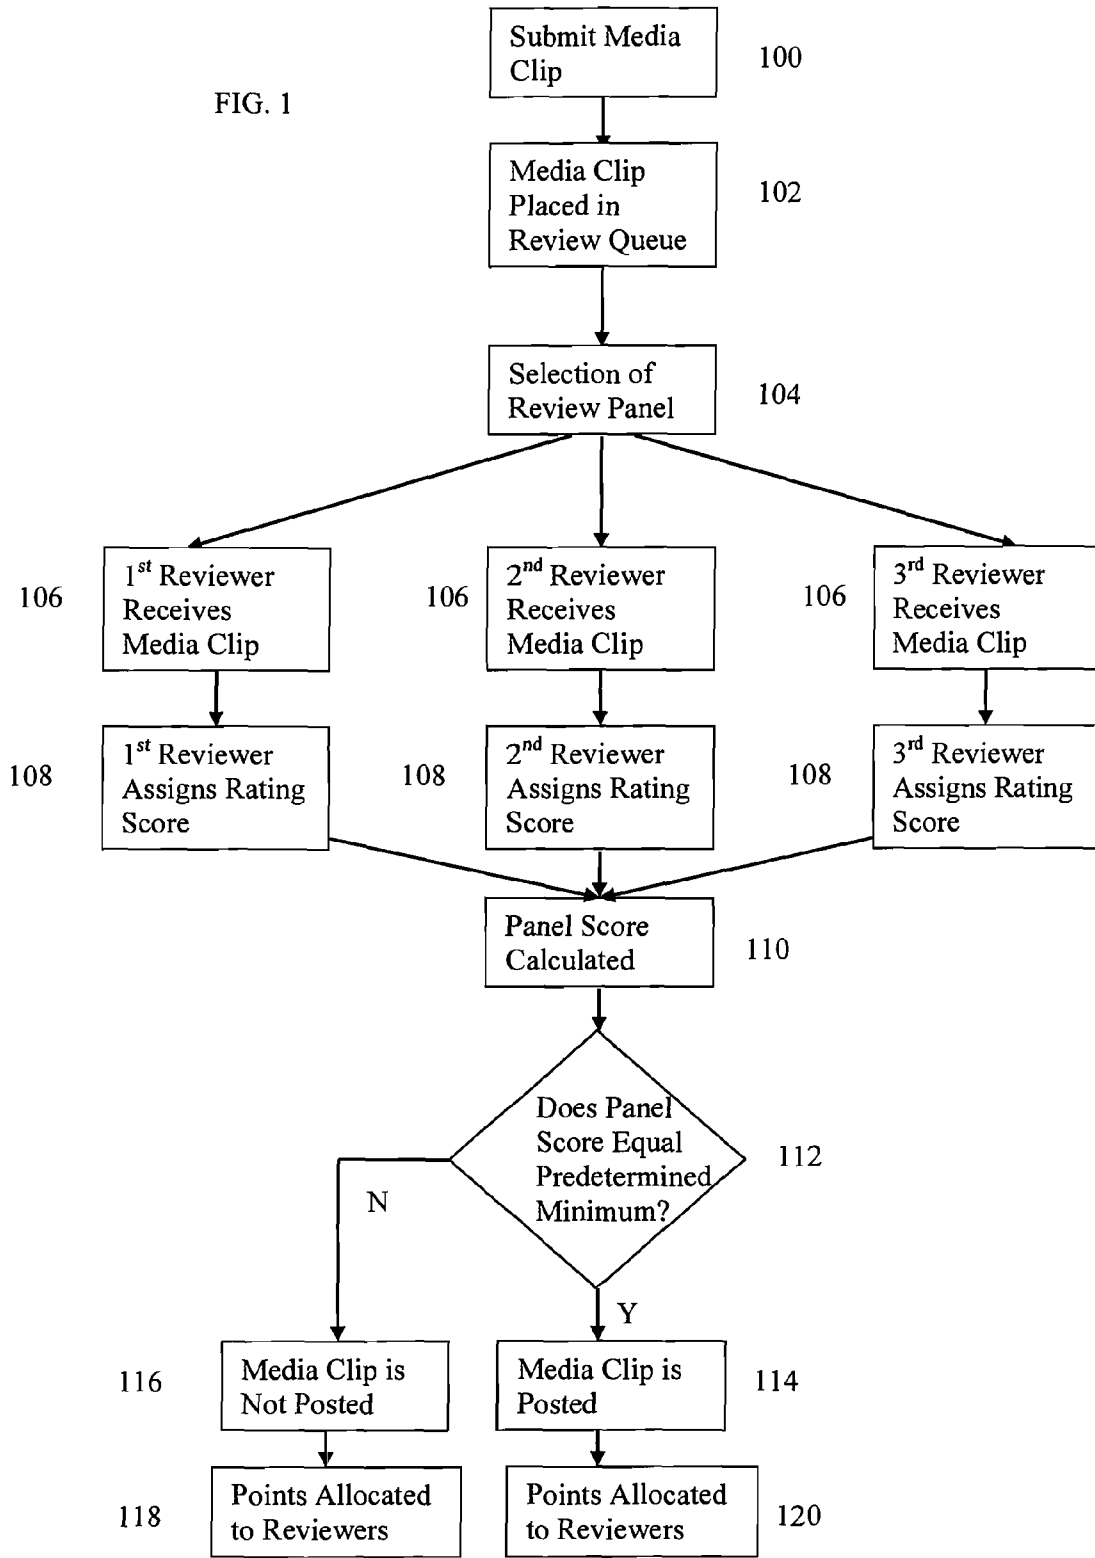 Submit Media
Clip
100
FIG. 1
Media Clip
Placed in
Review Queue
102
Selection of
Review Panel
104
106
1st Reviewer
Receives
Media Clip
106
2nd Reviewer
Receives
Media Clip
106
3rd Reviewer
Receives
Media Clip
108
1st Reviewer
Assigns Rating
Score
108
2nd Reviewer
Assigns Rating
Score
108
3rd Reviewer
Assigns Rating
Score
Panel Score
Calculated
110
Does Panel
Score Equal
Predetermined
Minimum?
112
N
Y
116
Media Clip is
Not Posted
Media Clip is
Posted
114
118
Points Allocated
to Reviewers
Points Allocated
to Reviewers
120